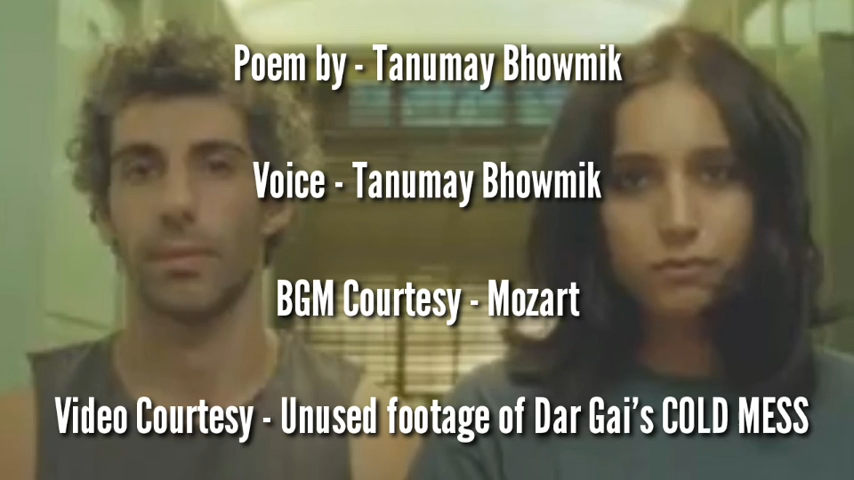 Poem by - Tanumay Bhowmik
Voice - Tanumay Bhowmik
BGM Courtesy - Mozart
Video Courtesy - Unused footage of Dar Gai's COLD MESS